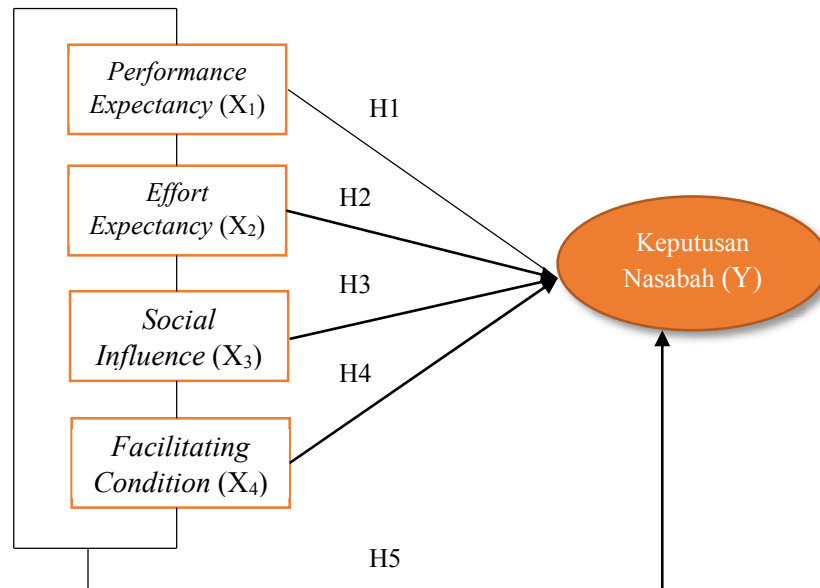 Performance
Expectancy (X₁)
H1
Effort
Expectancy (X₂)
H2
Keputusan
Nasabah (Y)
H3
Social
Influence (X₃)
H4
Facilitating
Condition (X₄)
H5